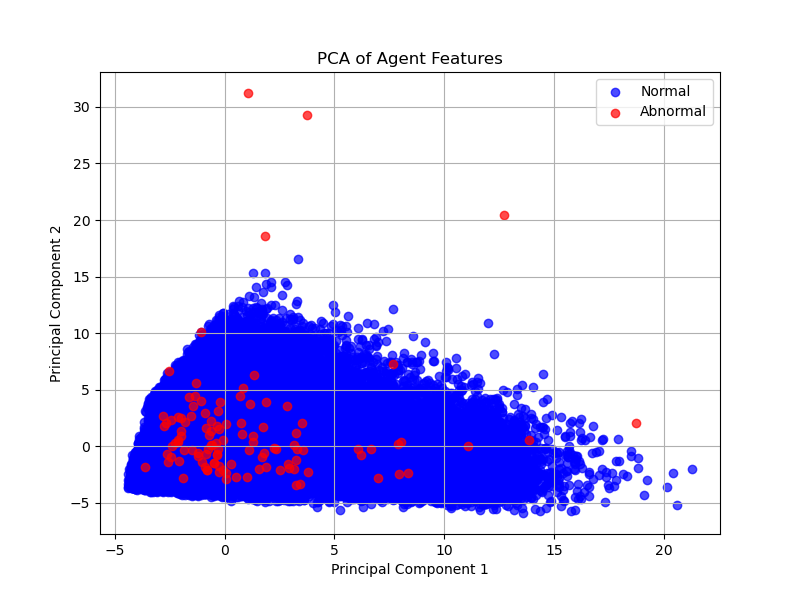 PCA of Agent Features
Normal
Abnormal
30
25
20
15
10
5
0
−5
Principal Component 2
−5
0
5
10
15
20
Principal Component 1